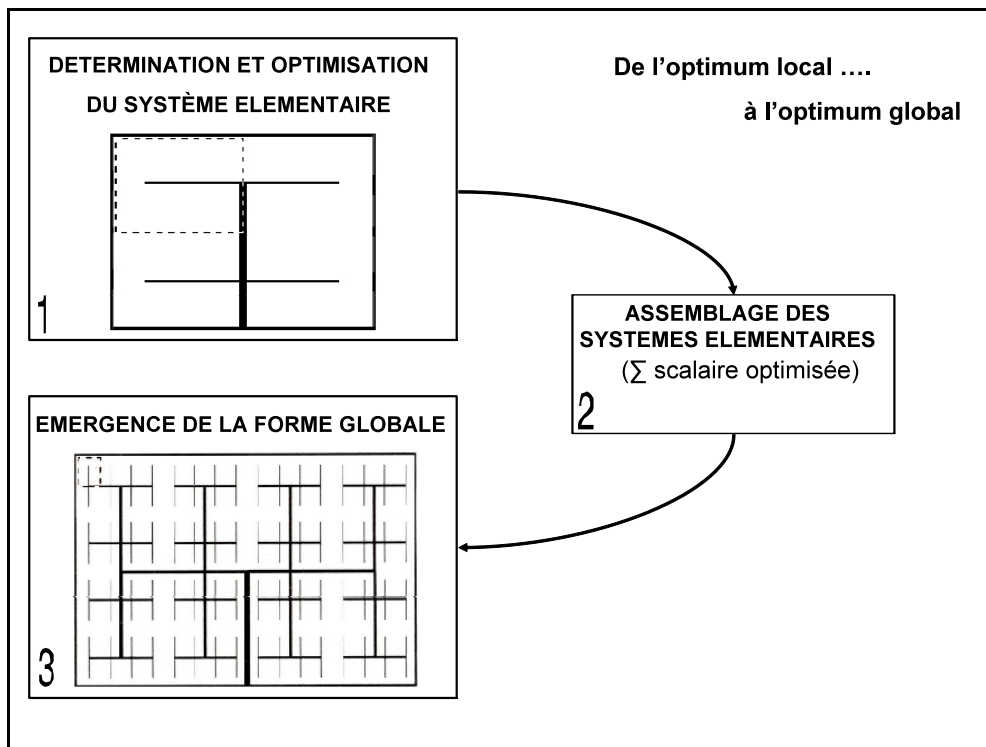 DETERMINATION ET OPTIMISATION
DU SYSTÈME ELEMENTAIRE
1
De l'optimum local ....
à l'optimum global
ASSEMBLAGE DES
SYSTEMES ELEMENTAIRES
(∑ scalaire optimisée)
2
EMERGENCE DE LA FORME GLOBALE
3